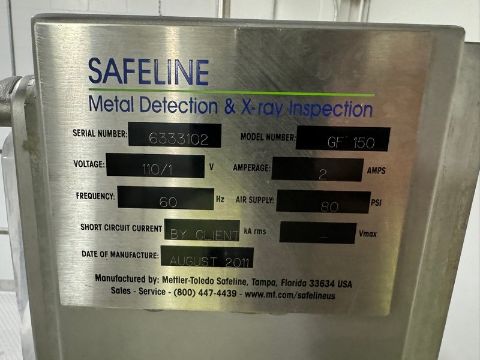 SAFELINE
Metal Detection & X-ray Inspection
SERIAL NUMBER: 6333102 MODEL NUMBER: GF 150
VOLTAGE: 110/1 V AMPERAGE: 2 AMPS
FREQUENCY: 60 Hz AIR SUPPLY: 80 PSI
SHORT CIRCUIT CURRENT BY CLIENT kA rms - Vmax
DATE OF MANUFACTURE: AUGUST 2011
Manufactured by: Mettler-Toledo Safeline, Tampa, Florida 33634 USA
Sales - Service - (800) 447-4439 - www.mt.com/safelineus